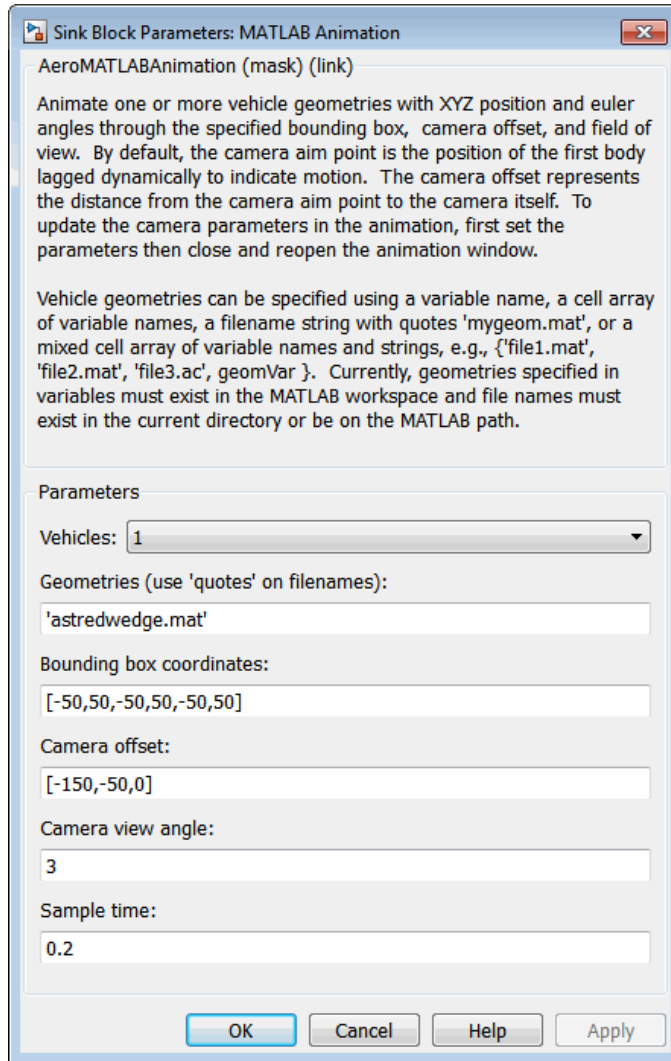 Sink Block Parameters: MATLAB Animation
AeroMATLABAnimation (mask) (link)
Animate one or more vehicle geometries with XYZ position and euler
angles through the specified bounding box,  camera offset, and field of
view.  By default, the camera aim point is the position of the first body
lagged dynamically to indicate motion.  The camera offset represents
the distance from the camera aim point to the camera itself.  To
update the camera parameters in the animation, first set the
parameters then close and reopen the animation window.
Vehicle geometries can be specified using a variable name, a cell array
of variable names, a filename string with quotes 'mygeom.mat', or a
mixed cell array of variable names and strings, e.g., {'file1.mat',
'file2.mat', 'file3.ac', geomVar }.  Currently, geometries specified in
variables must exist in the MATLAB workspace and file names must
exist in the current directory or be on the MATLAB path.
Parameters
Vehicles: 1
Geometries (use 'quotes' on filenames):
'astredwedge.mat'
Bounding box coordinates:
[-50,50,-50,50,-50,50]
Camera offset:
[-150,-50,0]
Camera view angle:
3
Sample time:
0.2
OK Cancel Help Apply